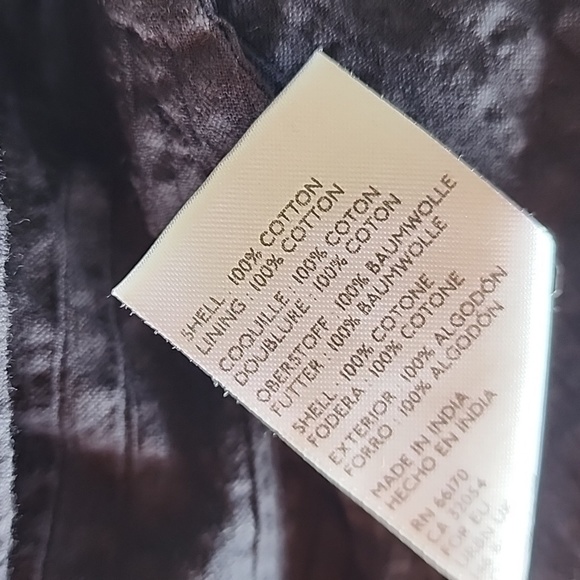 SHELL 100% COTTON
LINING : 100% COTTON
COQUILLE : 100% COTON
DOUBLURE : 100% COTON
OBERSTOFF : 100% BAUMWOLLE
FUTTER : 100% BAUMWOLLE
SHELL : 100% COTONE
FODERA : 100% COTONE
EXTERIOR : 100% ALGODÓN
FORRO : 100% ALGODÓN
MADE IN INDIA
HECHO EN INDIA
RN 66170
CA 32054
FOR EU